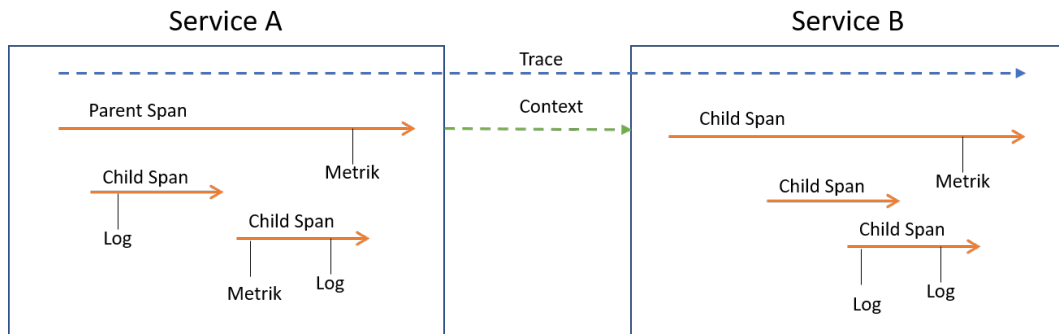 Service A
Service B
Trace
Parent Span
Context
Child Span
Metrik
Metrik
Child Span
Child Span
Log
Child Span
Child Span
Metrik
Log
Log
Log